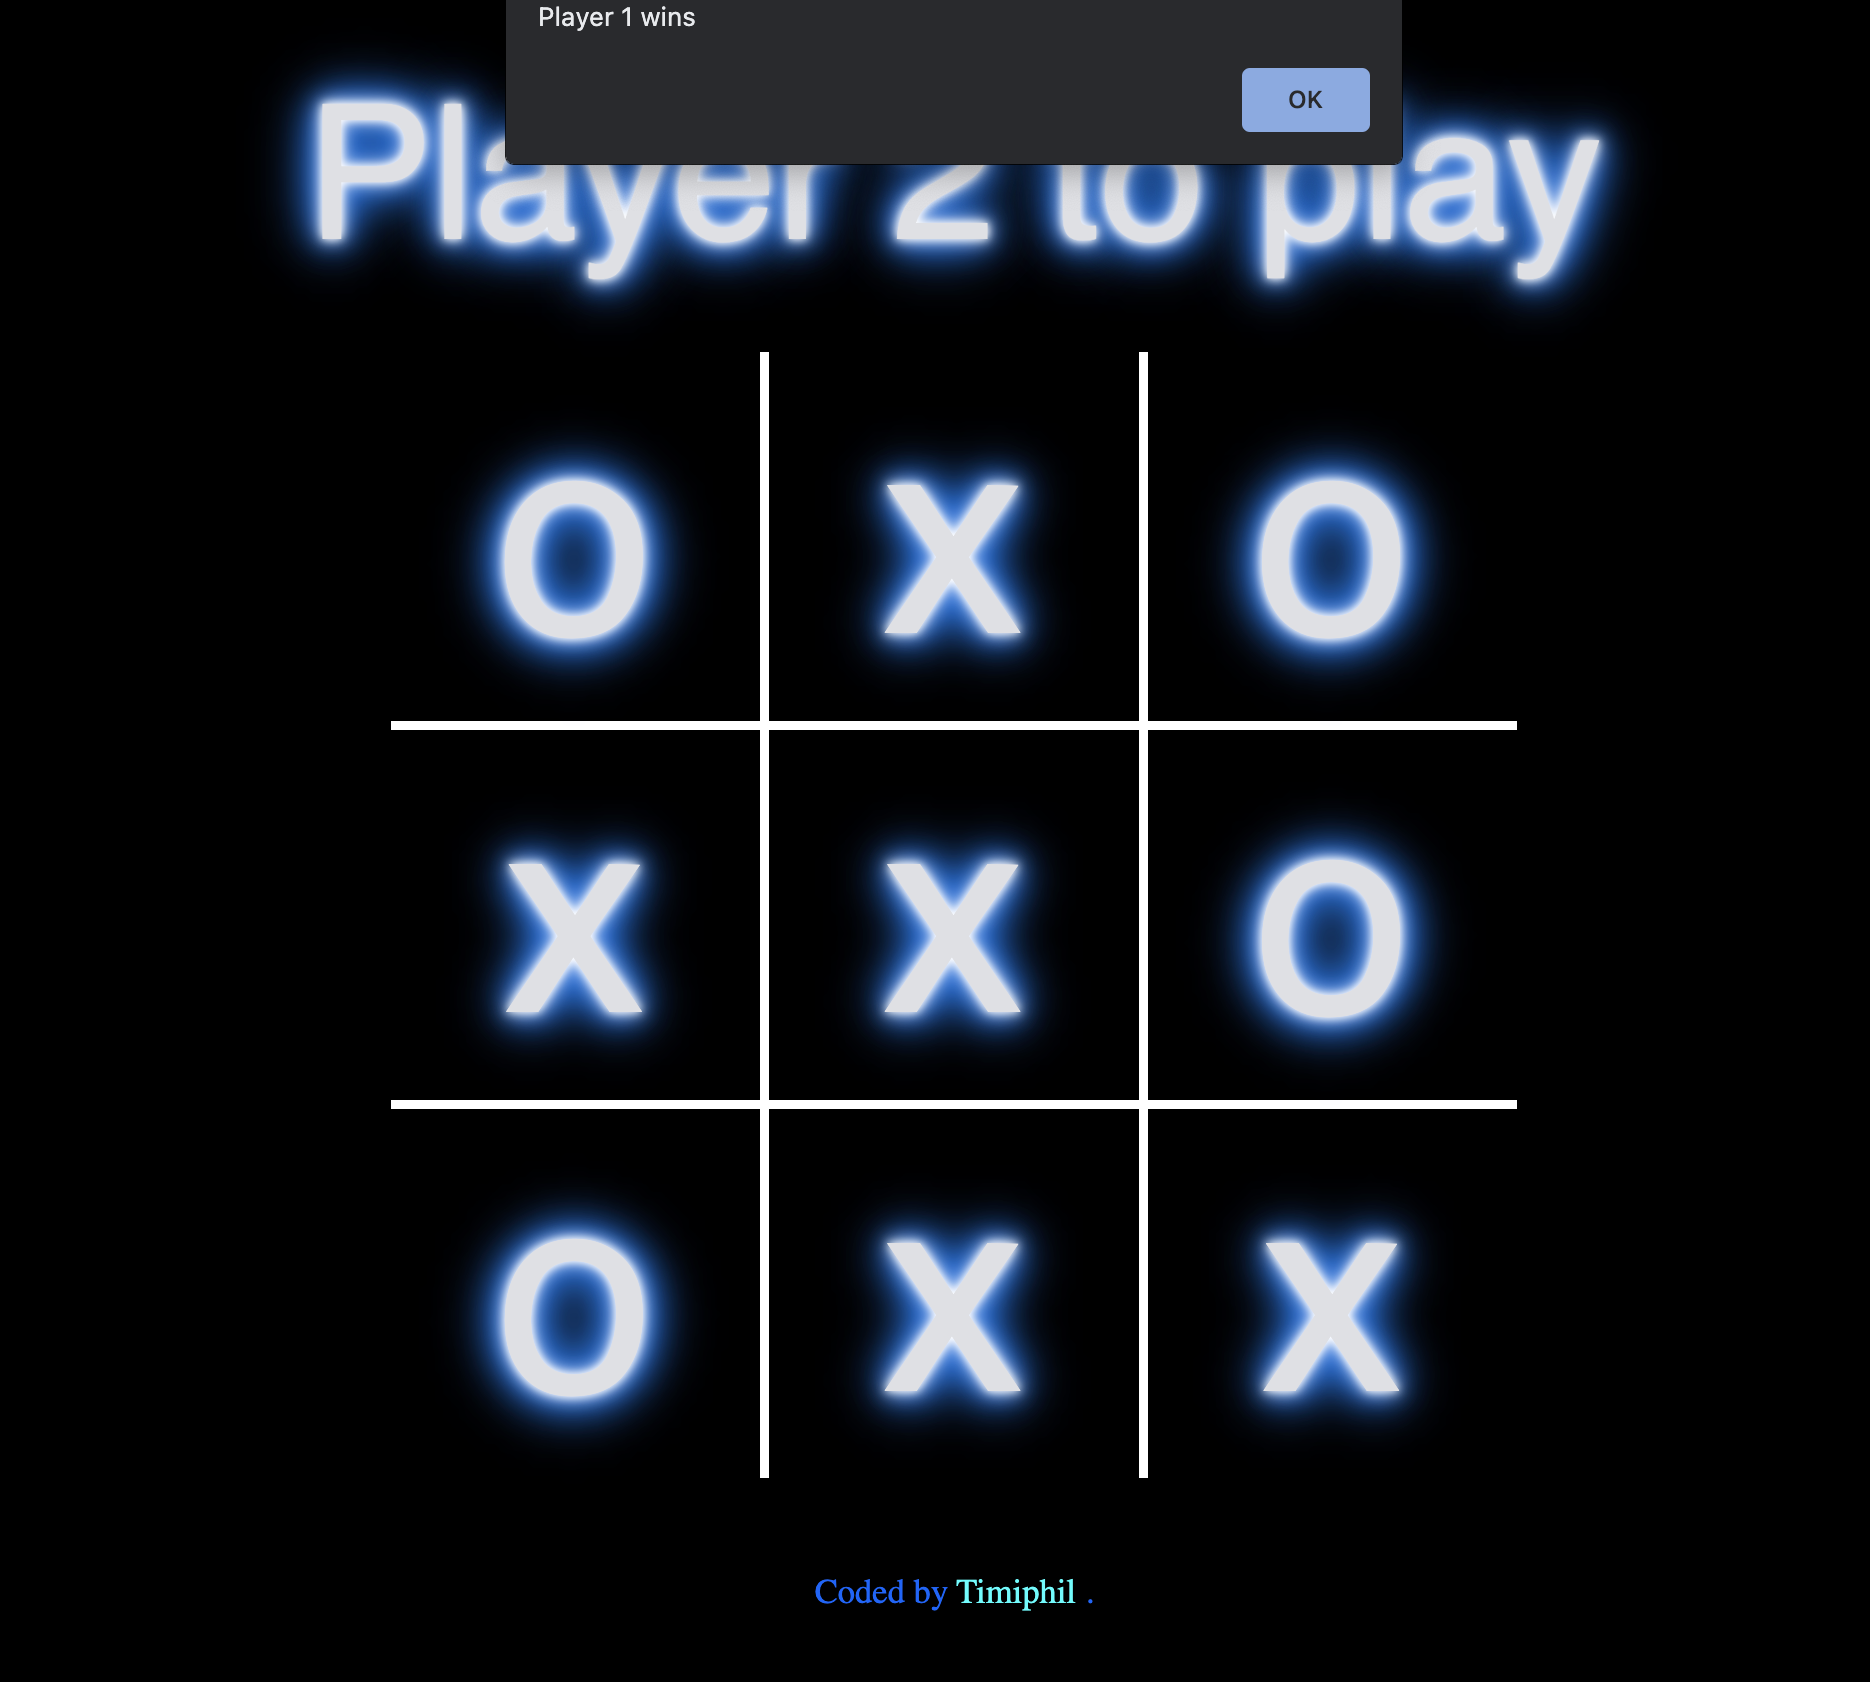 Player 1 wins
OK
Player 2 to play
O X O
X X O
O X X
Coded by Timiphil .